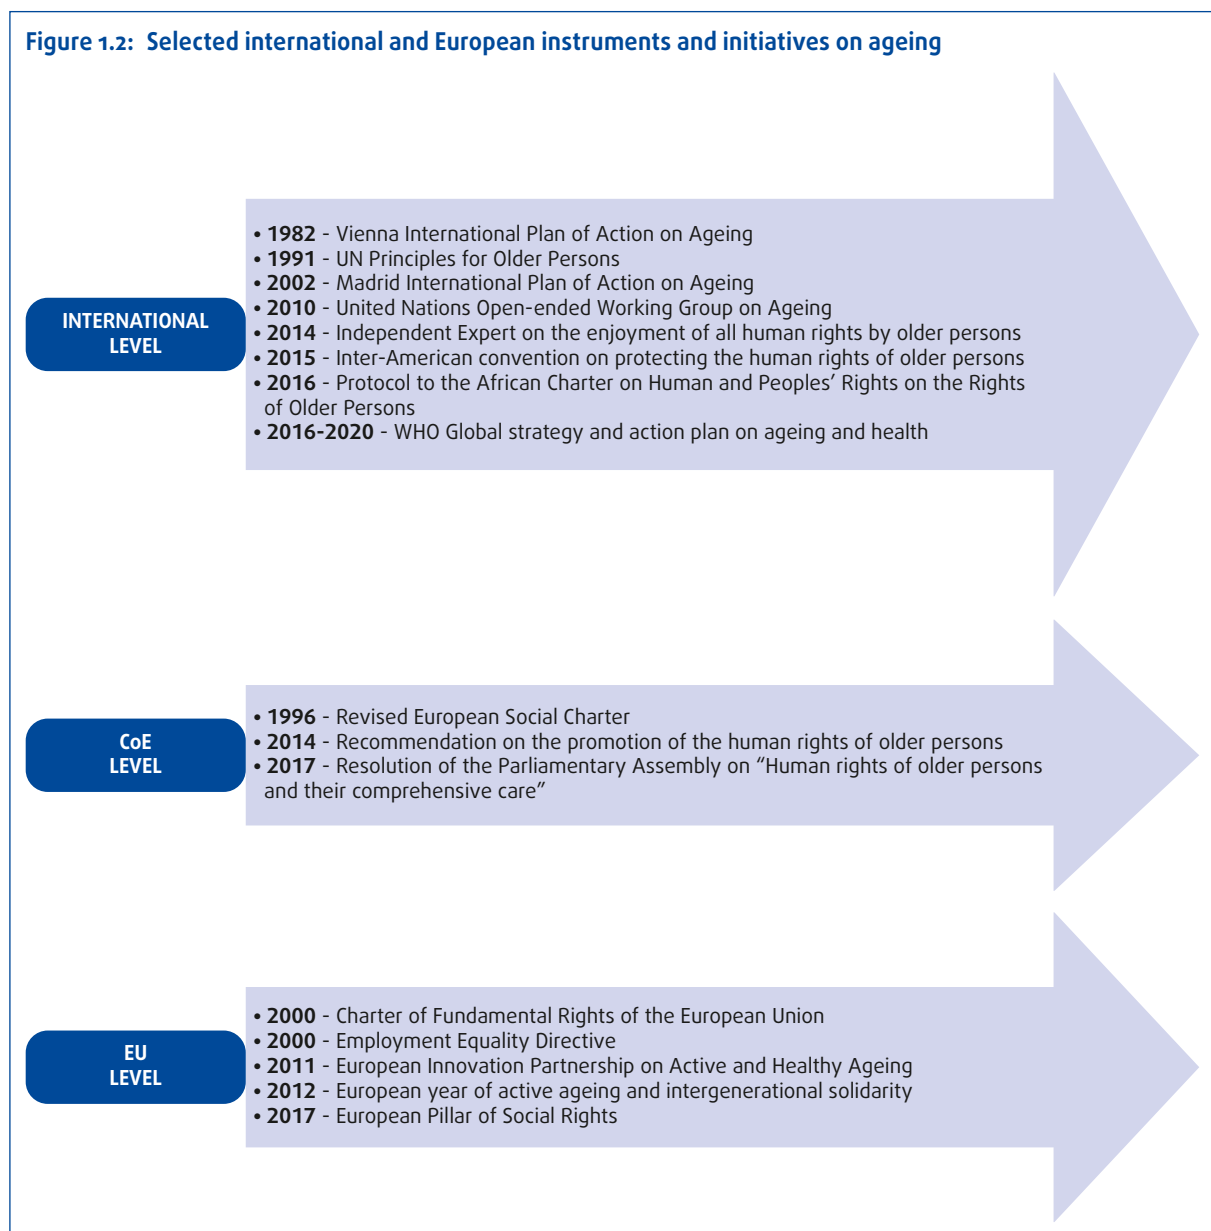 Figure 1.2: Selected international and European instruments and initiatives on ageing
INTERNATIONAL
LEVEL
• 1982 - Vienna International Plan of Action on Ageing
• 1991 - UN Principles for Older Persons
• 2002 - Madrid International Plan of Action on Ageing
• 2010 - United Nations Open-ended Working Group on Ageing
• 2014 - Independent Expert on the enjoyment of all human rights by older persons
• 2015 - Inter-American convention on protecting the human rights of older persons
• 2016 - Protocol to the African Charter on Human and Peoples’ Rights on the Rights
of Older Persons
• 2016-2020 - WHO Global strategy and action plan on ageing and health
CoE
LEVEL
• 1996 - Revised European Social Charter
• 2014 - Recommendation on the promotion of the human rights of older persons
• 2017 - Resolution of the Parliamentary Assembly on “Human rights of older persons
and their comprehensive care”
EU
LEVEL
• 2000 - Charter of Fundamental Rights of the European Union
• 2000 - Employment Equality Directive
• 2011 - European Innovation Partnership on Active and Healthy Ageing
• 2012 - European year of active ageing and intergenerational solidarity
• 2017 - European Pillar of Social Rights